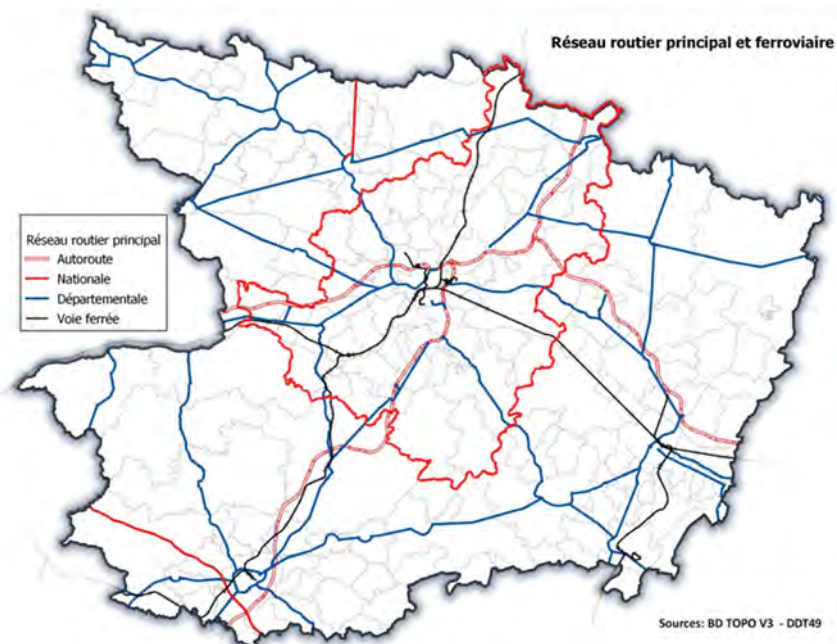 Réseau routier principal et ferroviaire
Réseau routier principal
Autoroute
Nationale
Départementale
Voie ferrée
Sources: BD TOPO V3 - DDT49